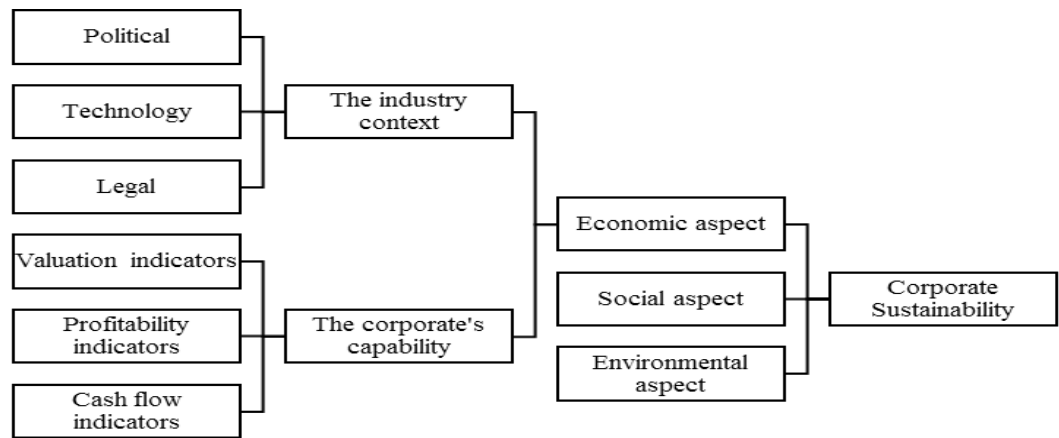 Political
Technology
Legal
Valuation indicators
Profitability
indicators
Cash flow
indicators
The industry
context
The corporate's
capability
Economic aspect
Social aspect
Environmental
aspect
Corporate
Sustainability